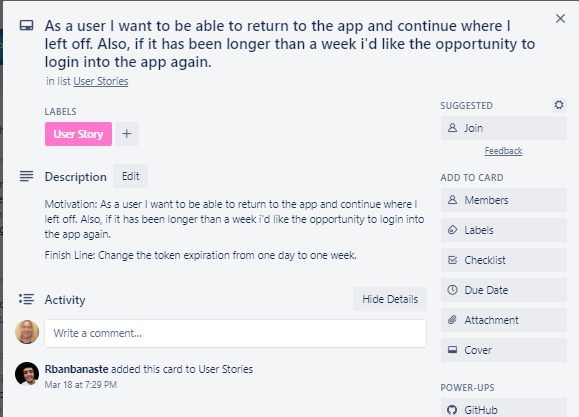 As a user I want to be able to return to the app and continue where I
left off. Also, if it has been longer than a week i'd like the opportunity to
login into the app again.
in list User Stories
LABELS
User Story
+
Description
Edit
Motivation: As a user I want to be able to return to the app and continue where I
left off. Also, if it has been longer than a week i'd like the opportunity to login into
the app again.
Finish Line: Change the token expiration from one day to one week.
Activity
Hide Details
Write a comment...
Rbanbanaste added this card to User Stories
Mar 18 at 7:29 PM
SUGGESTED
Join
Feedback
ADD TO CARD
Members
Labels
Checklist
Due Date
Attachment
Cover
POWER-UPS
GitHub